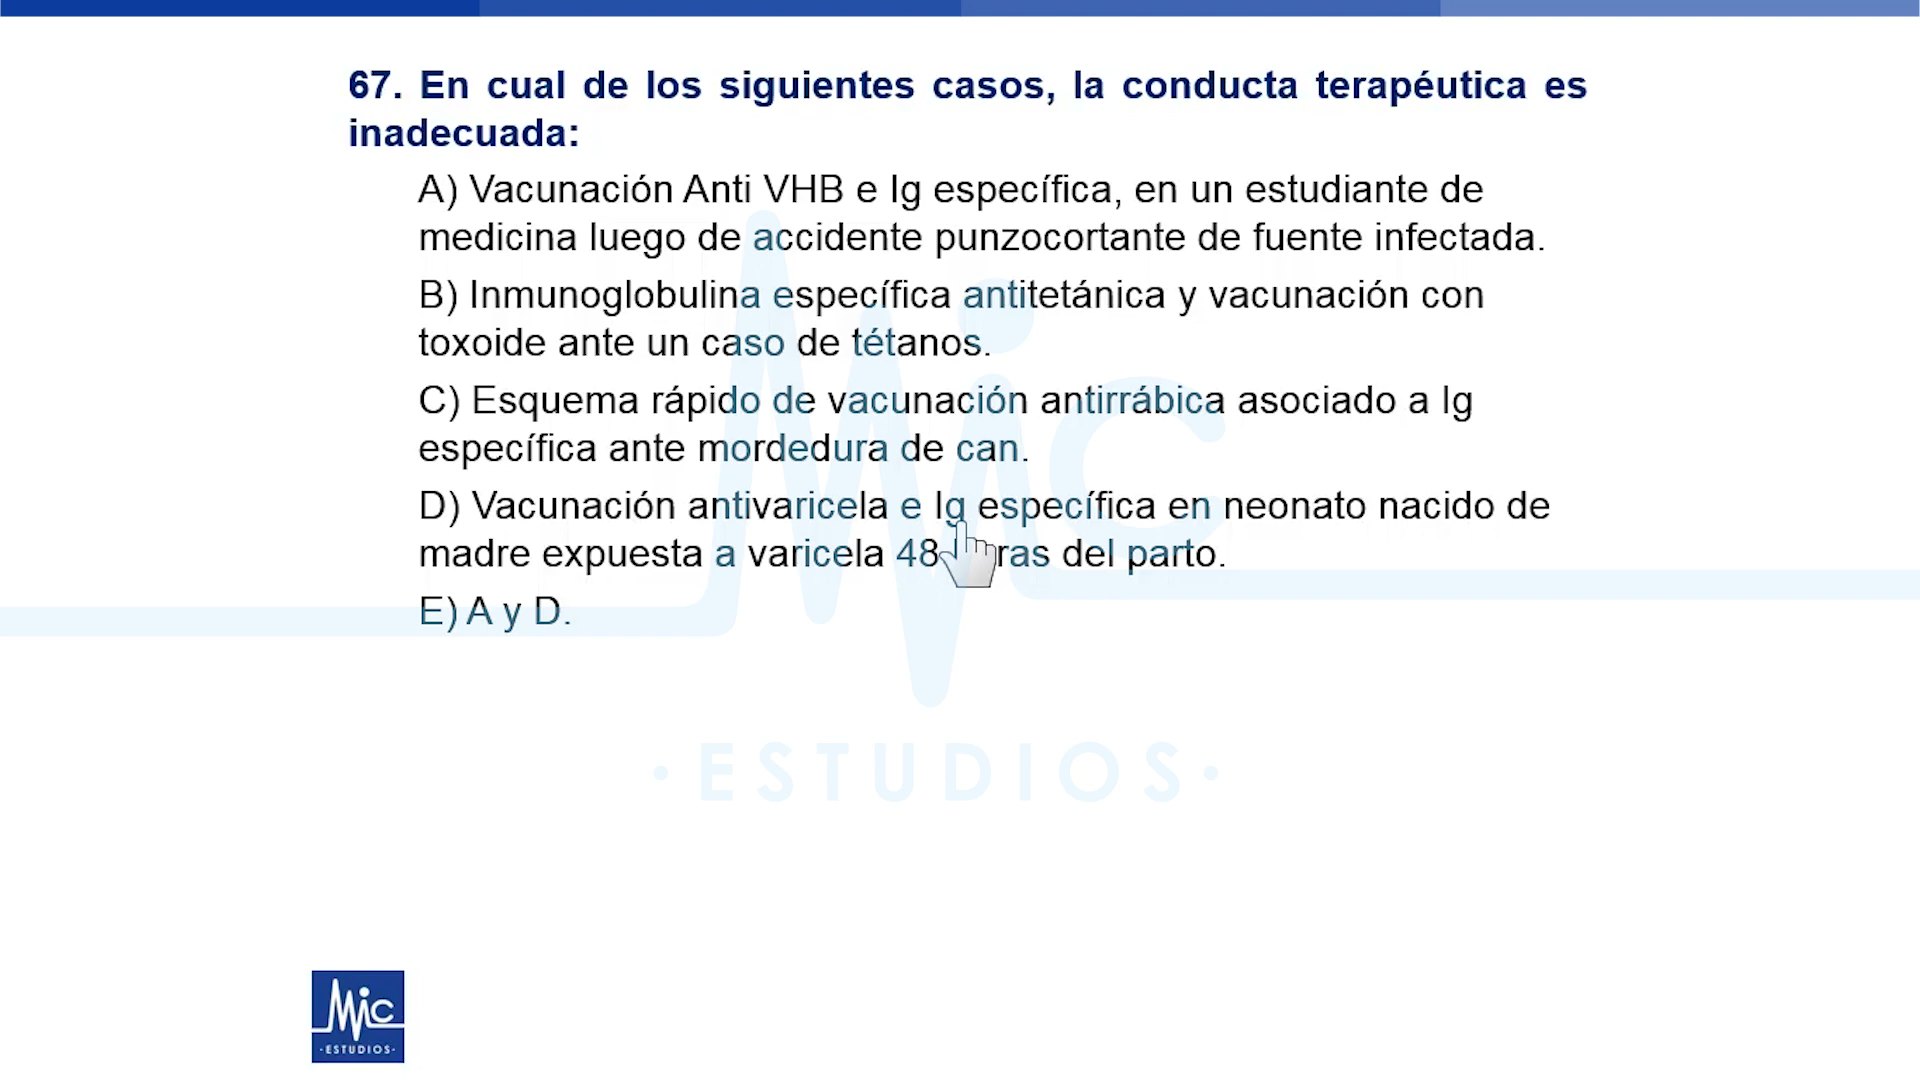 67. En cual de los siguientes casos, la conducta terapéutica es
inadecuada:
A) Vacunación Anti VHB e Ig específica, en un estudiante de
medicina luego de accidente punzocortante de fuente infectada.
B) Inmunoglobulina específica antitetánica y vacunación con
toxoide ante un caso de tétanos.
C) Esquema rápido de vacunación antirrábica asociado a Ig
específica ante mordedura de can.
D) Vacunación antivaricela e Ig específica en neonato nacido de
madre expuesta a varicela 48 del parto.
E) A y D.
Mic
·ESTUDIOS·
Mic
·ESTUDIOS·